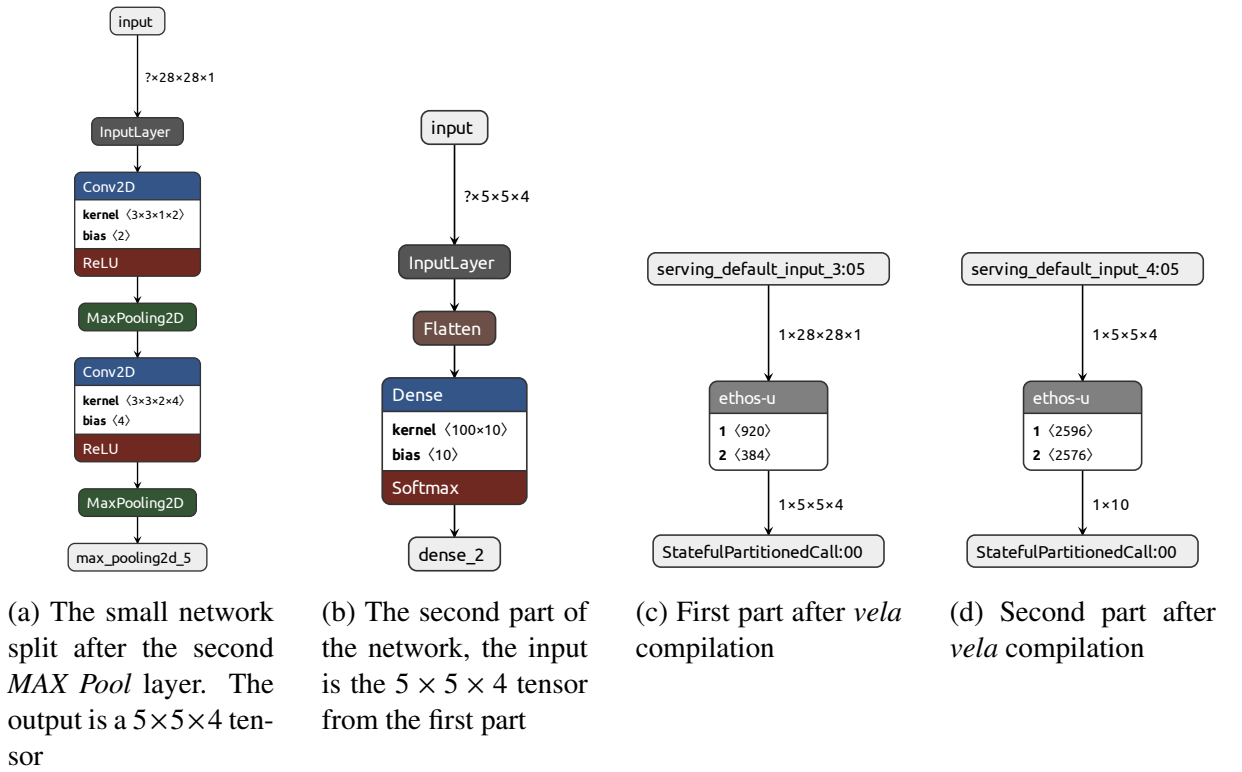 input
?×28×28×1
InputLayer
Conv2D
kernel ⟨3×3×1×2⟩
bias ⟨2⟩
ReLU
MaxPooling2D
Conv2D
kernel ⟨3×3×2×4⟩
bias ⟨4⟩
ReLU
MaxPooling2D
max_pooling2d_5
(a) The small network
split after the second
MAX Pool layer. The
output is a 5×5×4 ten-
sor
input
?×5×5×4
InputLayer
Flatten
Dense
kernel ⟨100×10⟩
bias ⟨10⟩
Softmax
dense_2
(b) The second part of
the network, the input
is the 5 × 5 × 4 tensor
from the first part
serving_default_input_3:05
1×28×28×1
ethos-u
1 ⟨920⟩
2 ⟨384⟩
1×5×5×4
StatefulPartitionedCall:00
(c) First part after vela
compilation
serving_default_input_4:05
1×5×5×4
ethos-u
1 ⟨2596⟩
2 ⟨2576⟩
1×10
StatefulPartitionedCall:00
(d) Second part after
vela compilation